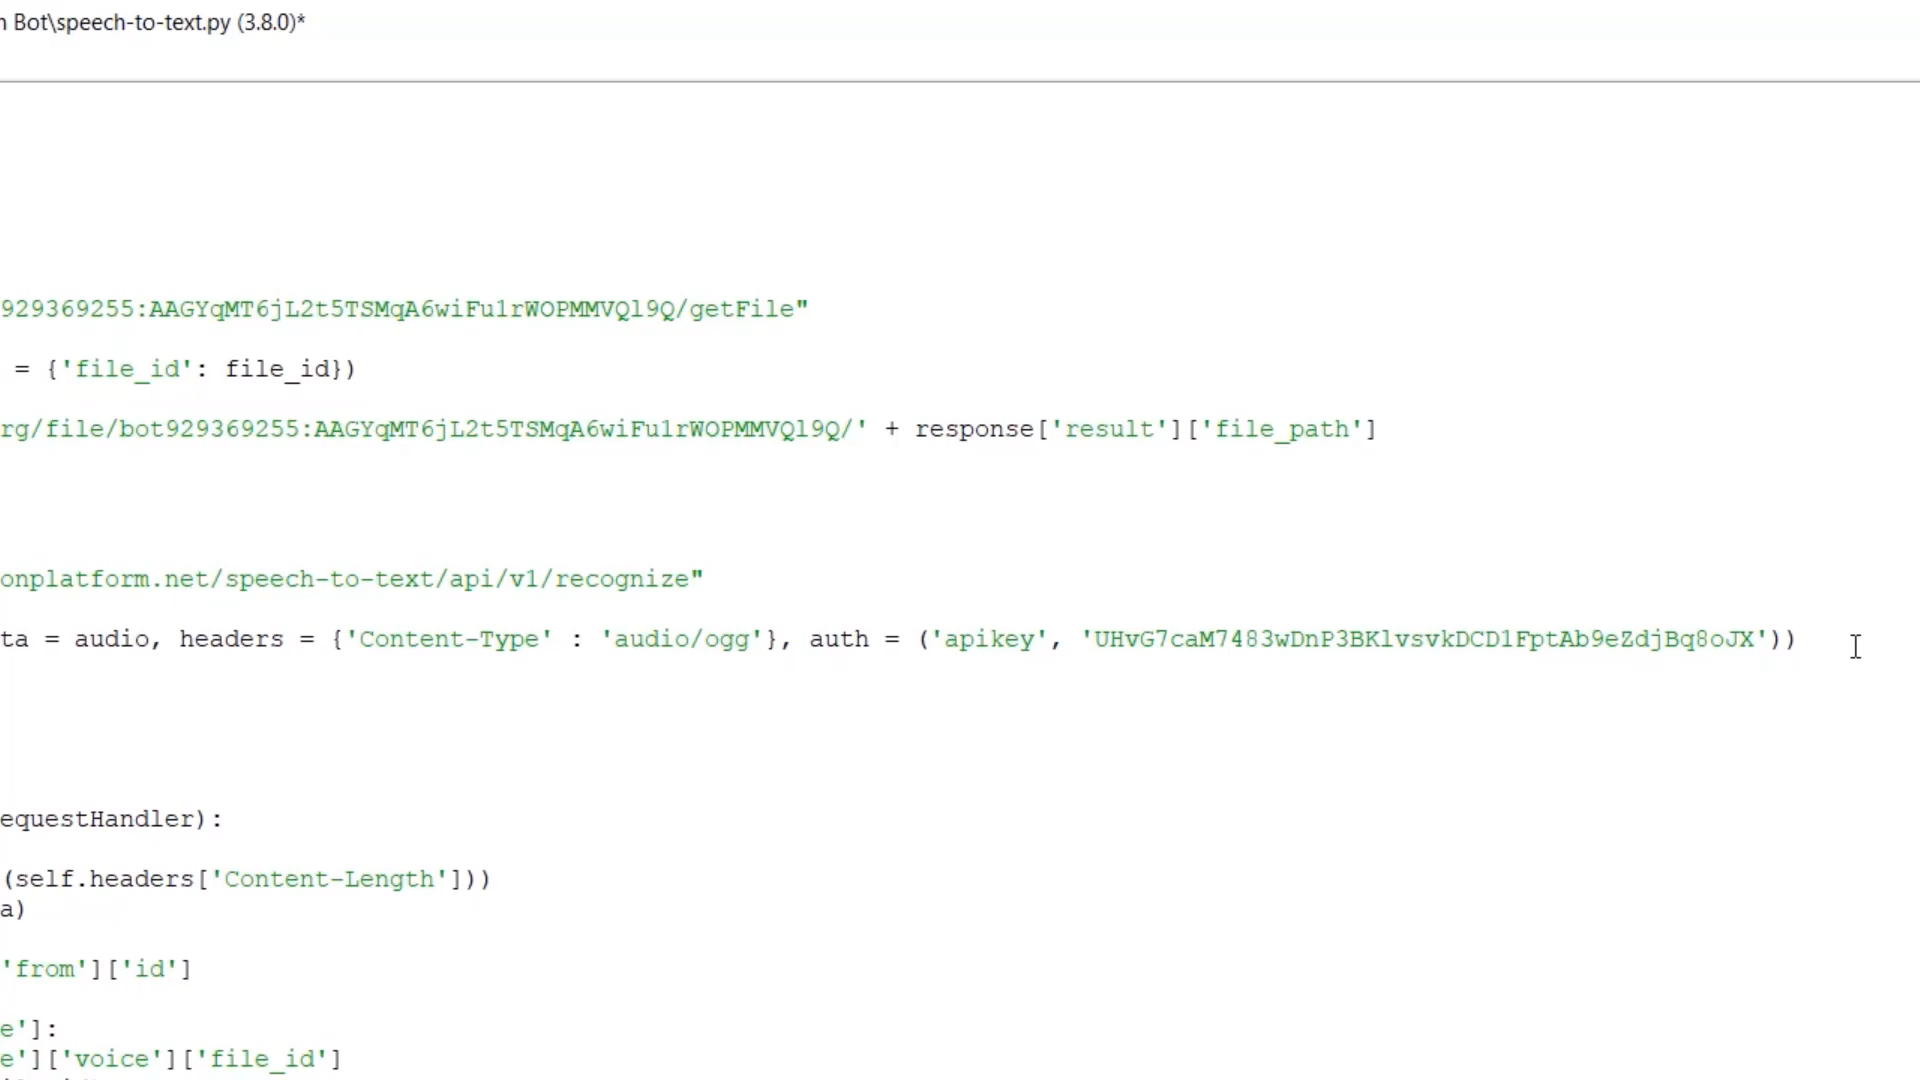 n Bot\speech-to-text.py (3.8.0)*
929369255:AAGYqMT6jL2t5TSMqA6wiFu1rWOPMMVQl9Q/getFile"
= {'file_id': file_id})
rg/file/bot929369255:AAGYqMT6jL2t5TSMqA6wiFu1rWOPMMVQl9Q/' + response['result']['file_path']
onplatform.net/speech-to-text/api/v1/recognize"
ta = audio, headers = {'Content-Type' : 'audio/ogg'}, auth = ('apikey', 'UHvG7caM7483wDnP3BKlvsvkDCD1FptAb9eZdjBq8oJX'))
equestHandler):
(self.headers['Content-Length']))
a)
'from']['id']
e']:
e']['voice']['file_id']